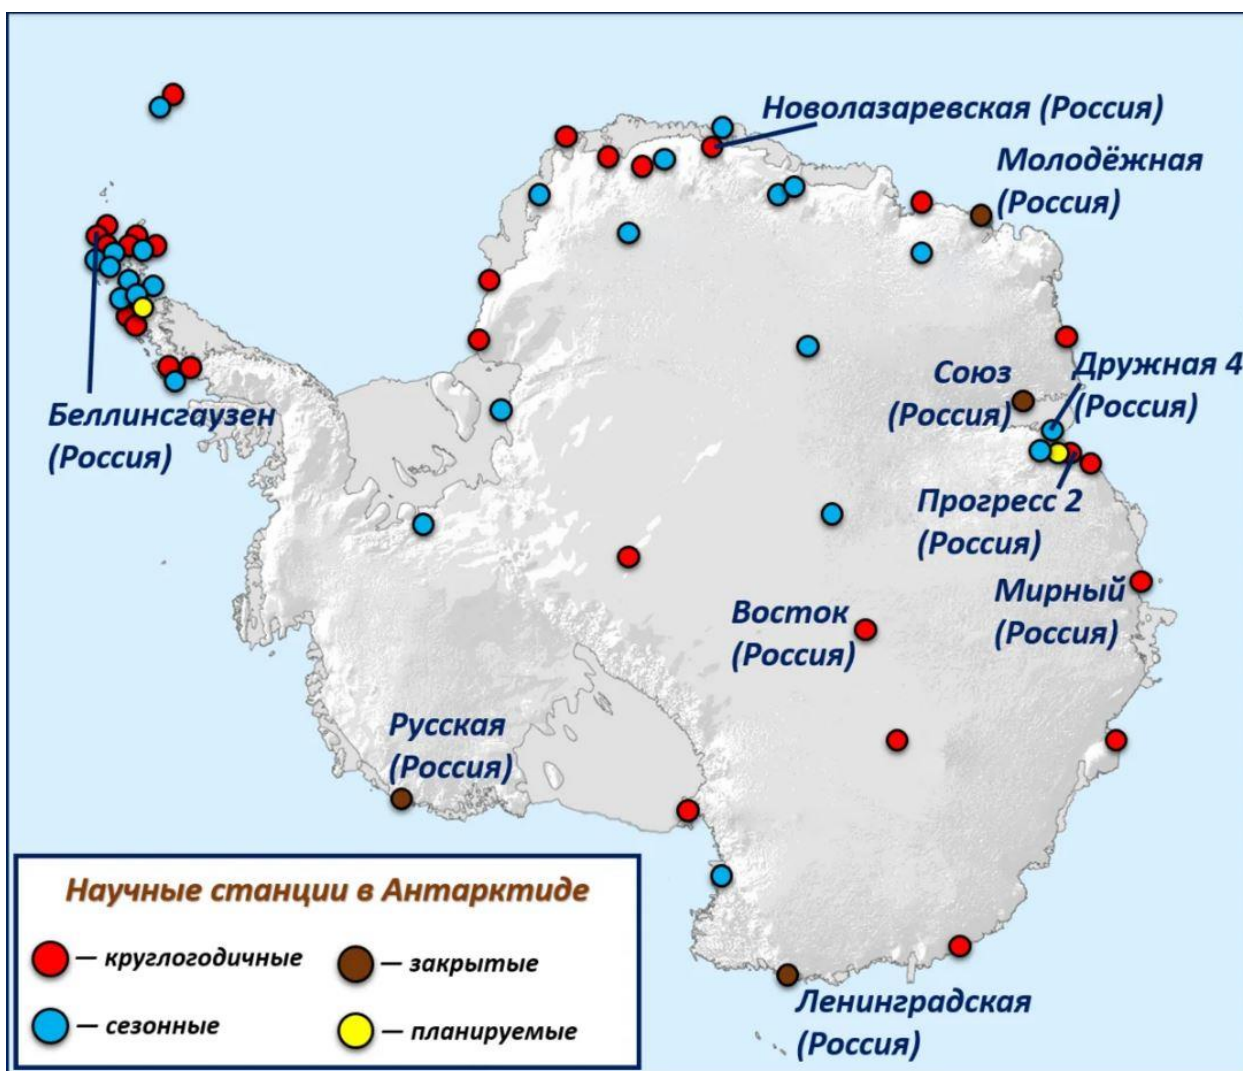 Новолазаревская (Россия)
Молодёжная
(Россия)
Союз
(Россия)
Дружная 4
(Россия)
Беллинсгаузен
(Россия)
Прогресс 2
(Россия)
Мирный
(Россия)
Восток
(Россия)
Русская
(Россия)
Ленинградская
(Россия)
Научные станции в Антарктиде
— круглогодичные
— закрытые
— сезонные
— планируемые